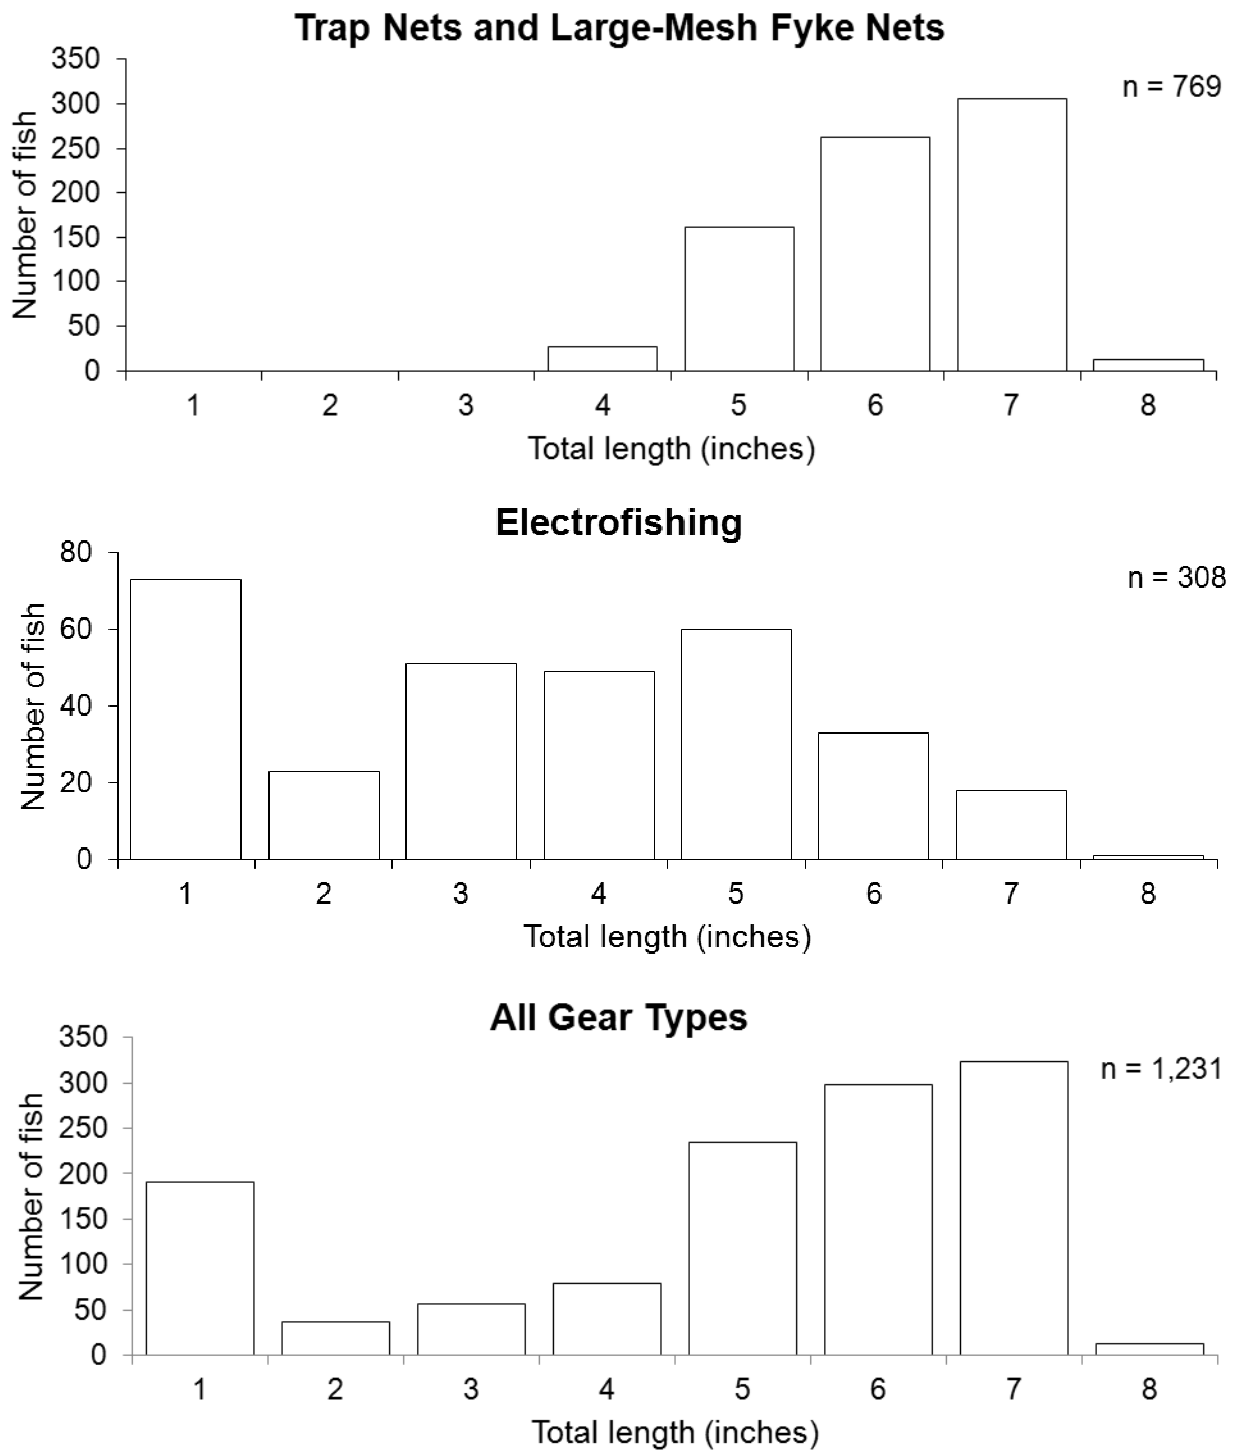 Trap Nets and Large-Mesh Fyke Nets
n = 769
Number of fish
350
300
250
200
150
100
50
0
1 2 3 4 5 6 7 8
Total length (inches)
Electrofishing
n = 308
Number of fish
80
60
40
20
0
1 2 3 4 5 6 7 8
Total length (inches)
All Gear Types
n = 1,231
Number of fish
350
300
250
200
150
100
50
0
1 2 3 4 5 6 7 8
Total length (inches)